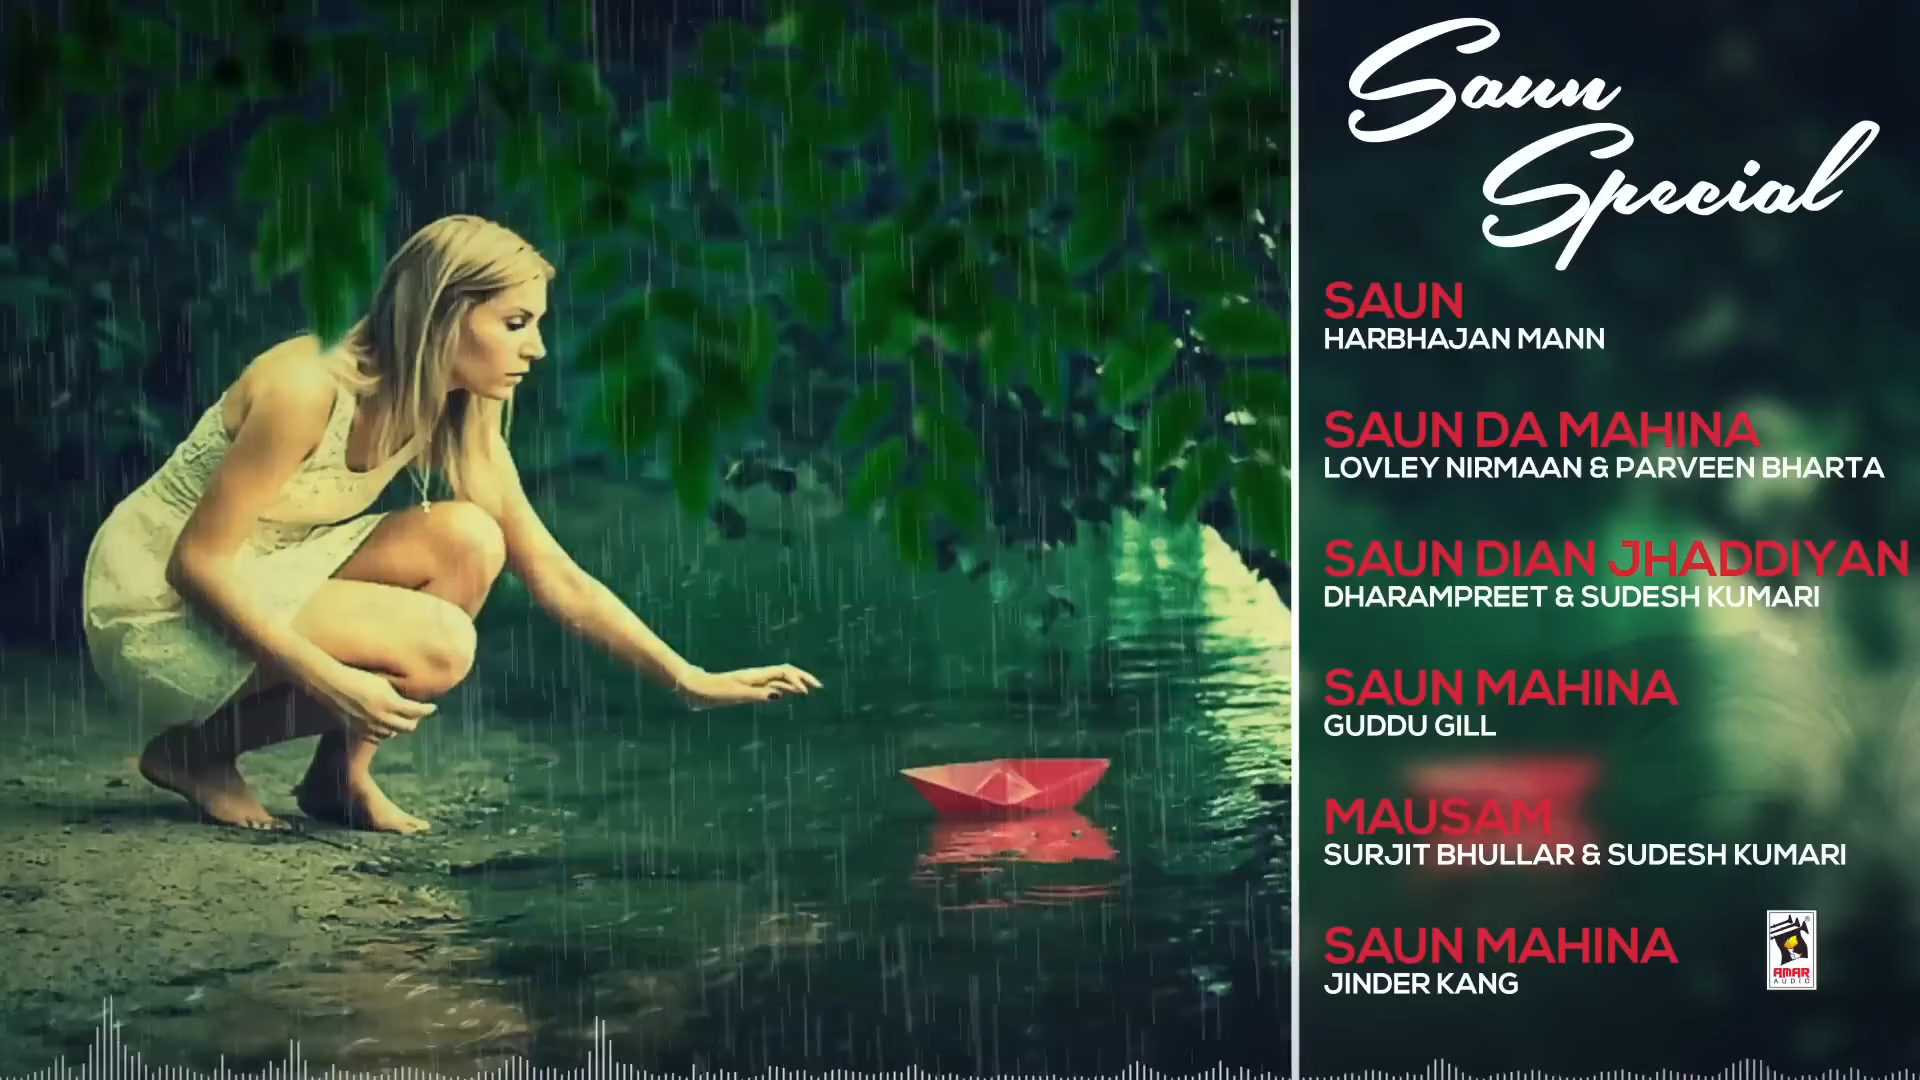 Saun
Special
SAUN
HARBHAJAN MANN
SAUN DA MAHINA
LOVLEY NIRMAAN & PARVEEN BHARTA
SAUN DIAN JHADDIYAN
DHARAMPREET & SUDESH KUMARI
SAUN MAHINA
GUDDU GILL
MAUSAM
SURJIT BHULLAR & SUDESH KUMARI
SAUN MAHINA
JINDER KANG
AMAR
AUDIO